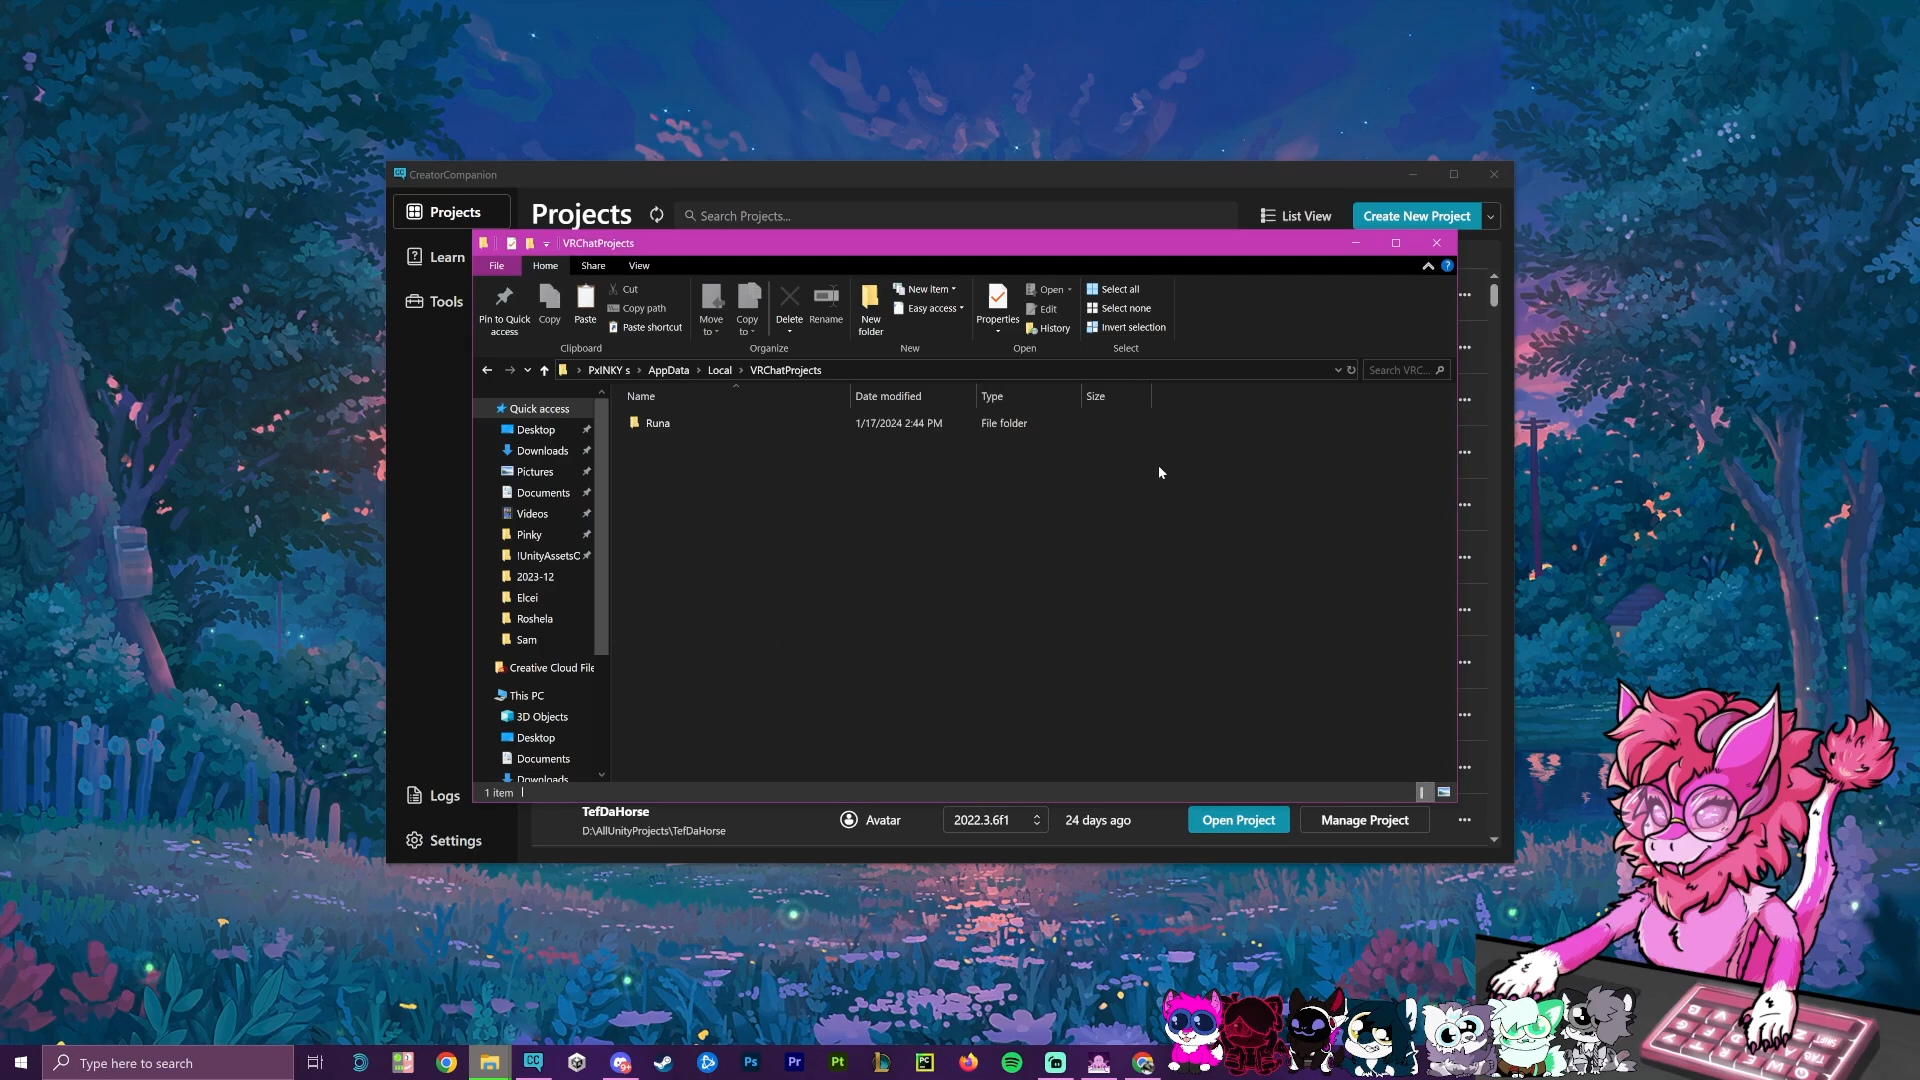 CreatorCompanion
Projects
Projects
Search Projects...
List View
Create New Project
Learn
Tools
Logs
Settings
VRChatProjects
File
Home
Share
View
Pin to Quick access
Copy
Paste
Cut
Copy path
Paste shortcut
Clipboard
Move to
Copy to
Delete
Rename
Organize
New folder
New item
Easy access
New
Properties
Open
Edit
History
Open
Select all
Select none
Invert selection
Select
PxINKY s
AppData
Local
VRChatProjects
Search VRC...
Name
Date modified
Type
Size
Runa
1/17/2024 2:44 PM
File folder
Quick access
Desktop
Downloads
Pictures
Documents
Videos
Pinky
!UnityAssetsC
2023-12
Elcei
Roshela
Sam
Creative Cloud File
This PC
3D Objects
Desktop
Documents
Downloads
1 item
TefDaHorse
D:\AllUnityProjects\TefDaHorse
Avatar
2022.3.6f1
24 days ago
Open Project
Manage Project
Type here to search
CC
Ps
Pr
Pt
PC